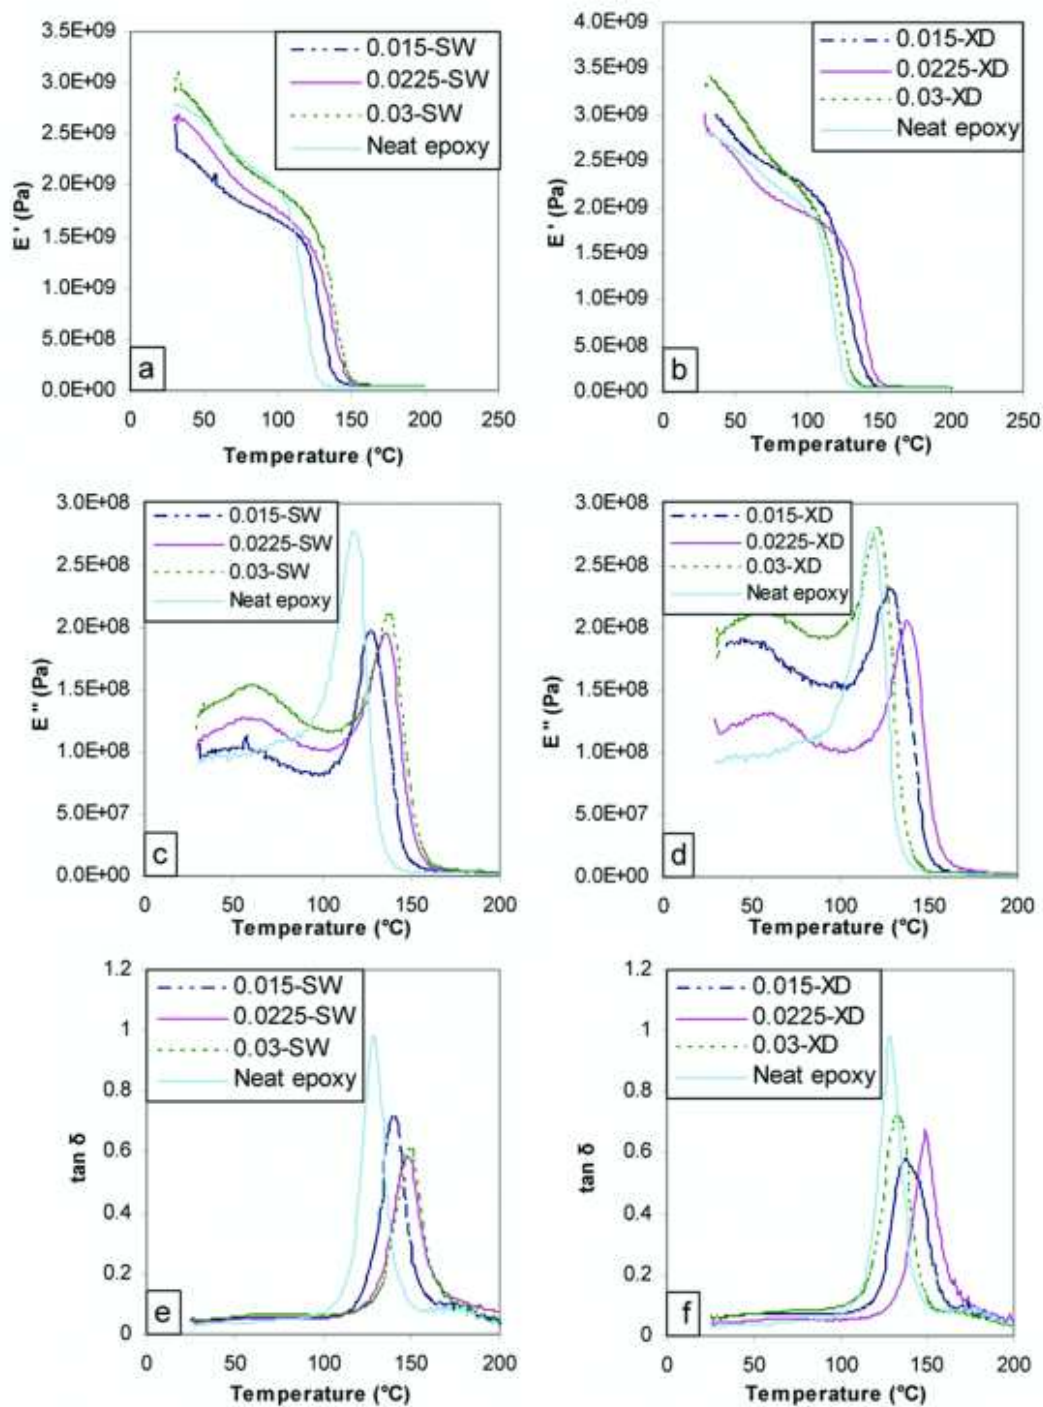 3.5E+09
3.0E+09
2.5E+09
2.0E+09
1.5E+09
1.0E+09
5.0E+08
0.0E+00
E ' (Pa)
0.015-SW
0.0225-SW
0.03-SW
Neat epoxy
a
0 50 100 150 200 250
Temperature (°C)
4.0E+09
3.5E+09
3.0E+09
2.5E+09
2.0E+09
1.5E+09
1.0E+09
5.0E+08
0.0E+00
E ' (Pa)
0.015-XD
0.0225-XD
0.03-XD
Neat epoxy
b
0 50 100 150 200 250
Temperature (°C)
3.0E+08
2.5E+08
2.0E+08
1.5E+08
1.0E+08
5.0E+07
0.0E+00
E " (Pa)
0.015-SW
0.0225-SW
0.03-SW
Neat epoxy
c
0 50 100 150 200
Temperature (°C)
3.0E+08
2.5E+08
2.0E+08
1.5E+08
1.0E+08
5.0E+07
0.0E+00
E " (Pa)
0.015-XD
0.0225-XD
0.03-XD
Neat epoxy
d
0 50 100 150 200
Temperature (°C)
1.2
1
0.8
0.6
0.4
0.2
0
tan δ
0.015-SW
0.0225-SW
0.03-SW
Neat epoxy
e
0 50 100 150 200
Temperature (°C)
1.2
1
0.8
0.6
0.4
0.2
0
tan δ
0.015-XD
0.0225-XD
0.03-XD
Neat epoxy
f
0 50 100 150 200
Temperature (°C)